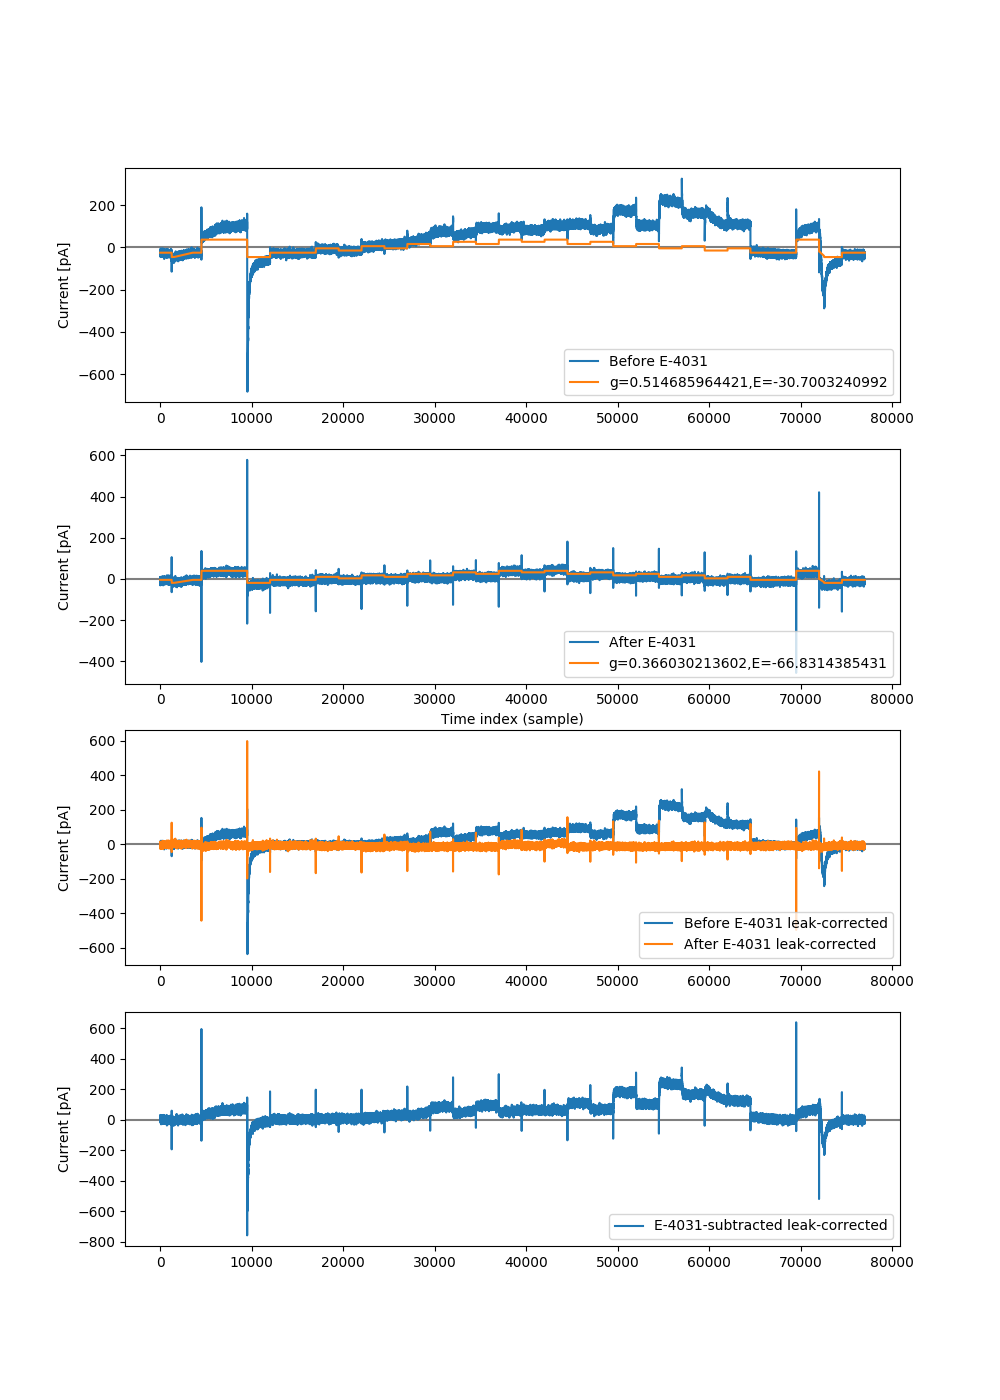 200
0
−200
−400
−600
Current [pA]
Before E-4031
g=0.514685964421,E=-30.7003240992
0 10000 20000 30000 40000 50000 60000 70000 80000
600
400
200
0
−200
−400
Current [pA]
After E-4031
g=0.366030213602,E=-66.8314385431
0 10000 20000 30000 40000 50000 60000 70000 80000
Time index (sample)
600
400
200
0
−200
−400
−600
Current [pA]
Before E-4031 leak-corrected
After E-4031 leak-corrected
0 10000 20000 30000 40000 50000 60000 70000 80000
600
400
200
0
−200
−400
−600
−800
Current [pA]
E-4031-subtracted leak-corrected
0 10000 20000 30000 40000 50000 60000 70000 80000